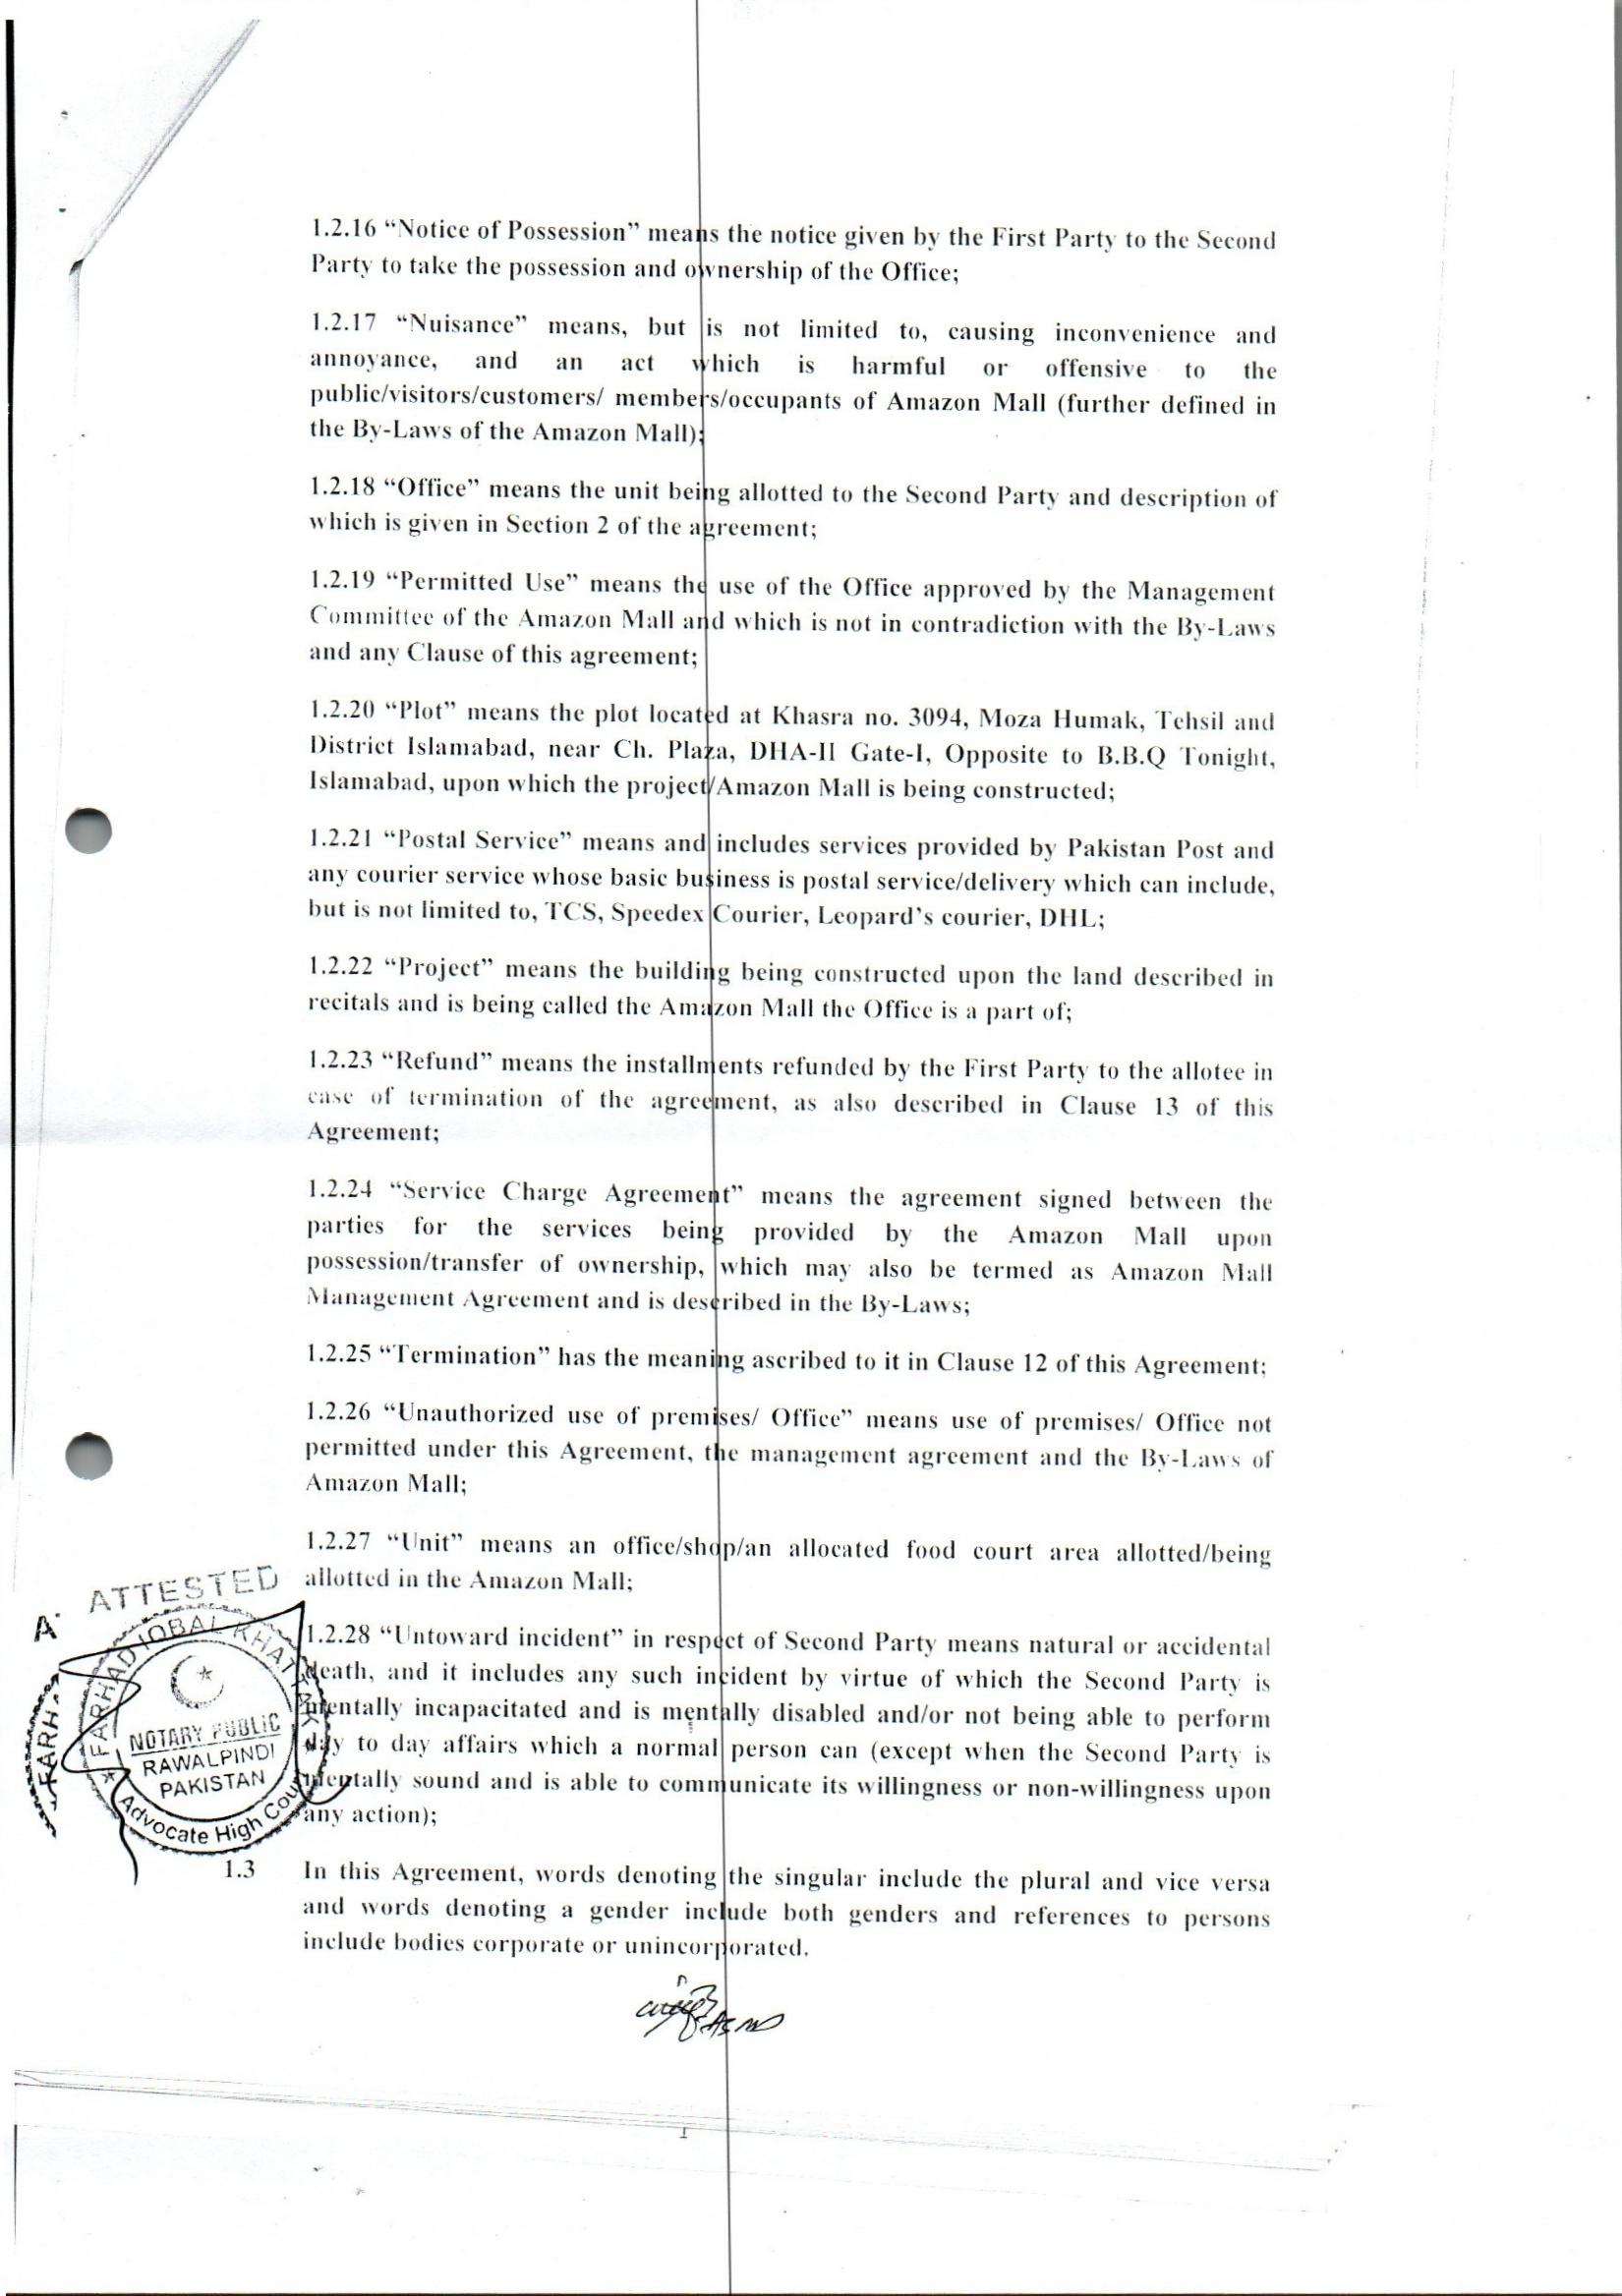 1.2.16 “Notice of Possession” means the notice given by the First Party to the Second
Party to take the possession and ownership of the Office;
1.2.17 “Nuisance” means, but is not limited to, causing inconvenience and
annoyance, and an act which is harmful or offensive to the
public/visitors/customers/ members/occupants of Amazon Mall (further defined in
the By-Laws of the Amazon Mall);
1.2.18 “Office” means the unit being allotted to the Second Party and description of
which is given in Section 2 of the agreement;
1.2.19 “Permitted Use” means the use of the Office approved by the Management
Committee of the Amazon Mall and which is not in contradiction with the By-Laws
and any Clause of this agreement;
1.2.20 “Plot” means the plot located at Khasra no. 3094, Moza Humak, Tehsil and
District Islamabad, near Ch. Plaza, DHA-II Gate-I, Opposite to B.B.Q Tonight,
Islamabad, upon which the project/Amazon Mall is being constructed;
1.2.21 “Postal Service” means and includes services provided by Pakistan Post and
any courier service whose basic business is postal service/delivery which can include,
but is not limited to, TCS, Speedex Courier, Leopard’s courier, DHL;
1.2.22 “Project” means the building being constructed upon the land described in
recitals and is being called the Amazon Mall the Office is a part of;
1.2.23 “Refund” means the installments refunded by the First Party to the allotee in
case of termination of the agreement, as also described in Clause 13 of this
Agreement;
1.2.24 “Service Charge Agreement” means the agreement signed between the
parties for the services being provided by the Amazon Mall upon
possession/transfer of ownership, which may also be termed as Amazon Mall
Management Agreement and is described in the By-Laws;
1.2.25 “Termination” has the meaning ascribed to it in Clause 12 of this Agreement;
1.2.26 “Unauthorized use of premises/ Office” means use of premises/ Office not
permitted under this Agreement, the management agreement and the By-Laws of
Amazon Mall;
1.2.27 “Unit” means an office/shop/an allocated food court area allotted/being
allotted in the Amazon Mall;
1.2.28 “Untoward incident” in respect of Second Party means natural or accidental
death, and it includes any such incident by virtue of which the Second Party is
mentally incapacitated and is mentally disabled and/or not being able to perform
day to day affairs which a normal person can (except when the Second Party is
mentally sound and is able to communicate its willingness or non-willingness upon
any action);
ATTESTED
FARHAD IQBAL KHATTAK
NOTARY PUBLIC
RAWALPINDI
PAKISTAN
Advocate High Court
1.3 In this Agreement, words denoting the singular include the plural and vice versa
and words denoting a gender include both genders and references to persons
include bodies corporate or unincorporated.